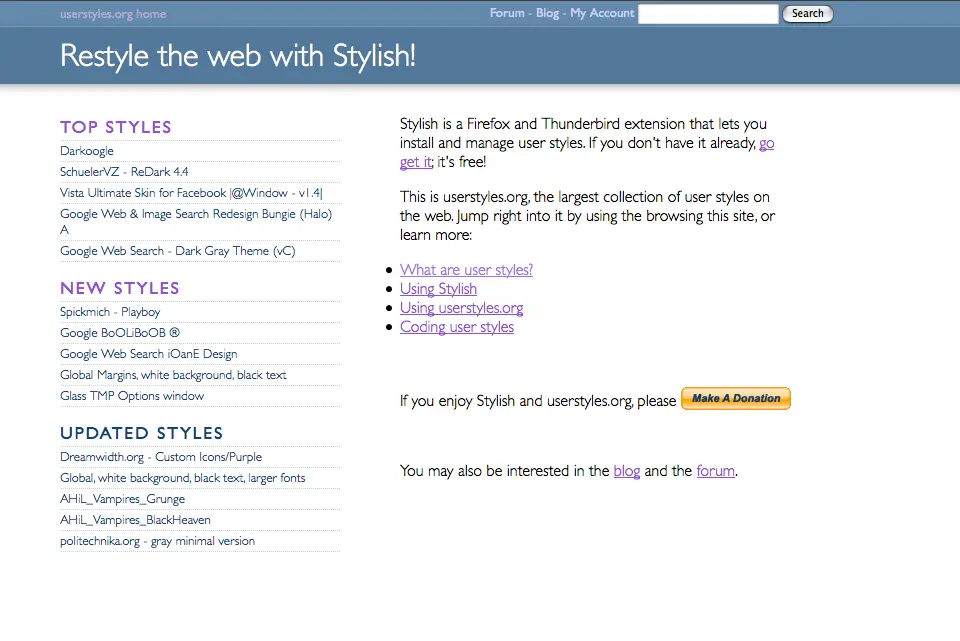 userstyles.org home
Forum - Blog - My Account
Search
Restyle the web with Stylish!
TOP STYLES
Darkoogle
SchuelerVZ - ReDark 4.4
Vista Ultimate Skin for Facebook |@Window - v1.4|
Google Web & Image Search Redesign Bungie (Halo)
A
Google Web Search - Dark Gray Theme (vC)
NEW STYLES
Spickmich - Playboy
Google BoOLiBoOB ®
Google Web Search iOanE Design
Global Margins, white background, black text
Glass TMP Options window
UPDATED STYLES
Dreamwidth.org - Custom Icons/Purple
Global, white background, black text, larger fonts
AHiL_Vampires_Grunge
AHiL_Vampires_BlackHeaven
politechnika.org - gray minimal version
Stylish is a Firefox and Thunderbird extension that lets you
install and manage user styles. If you don't have it already, go
get it; it's free!
This is userstyles.org, the largest collection of user styles on
the web. Jump right into it by using the browsing this site, or
learn more:
What are user styles?
Using Stylish
Using userstyles.org
Coding user styles
If you enjoy Stylish and userstyles.org, please Make A Donation
You may also be interested in the blog and the forum.